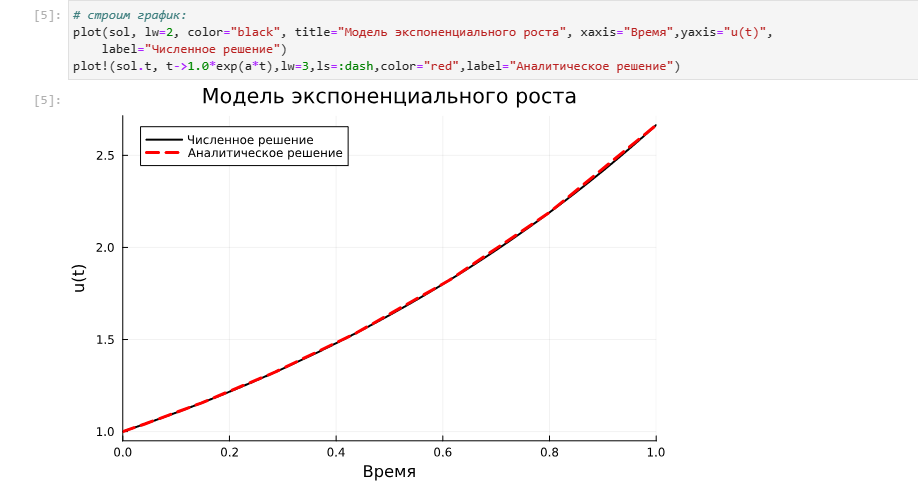 [5]: # строим график:
plot(sol, lw=2, color="black", title="Модель экспоненциального роста", xaxis="Время",yaxis="u(t)",
label="Численное решение")
plot!(sol.t, t->1.0*exp(a*t),lw=3,ls=:dash,color="red",label="Аналитическое решение")
[5]:
Модель экспоненциального роста
Численное решение
Аналитическое решение
2.5
2.0
1.5
1.0
u(t)
0.0 0.2 0.4 0.6 0.8 1.0
Время